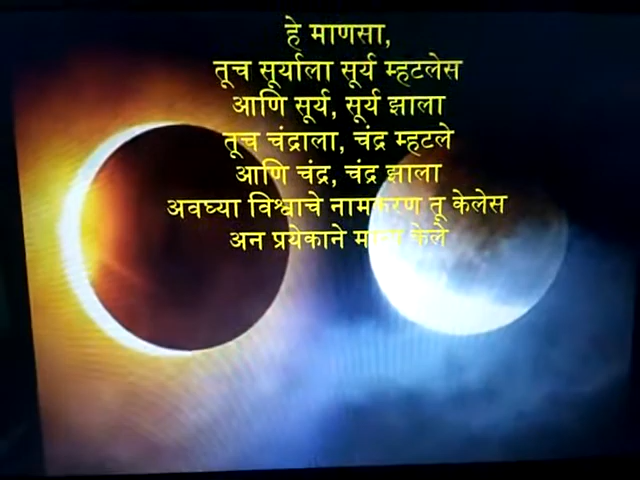 हे माणसा,
तूच सूर्याला सूर्य म्हटलेस
आणि सूर्य, सूर्य झाला
तूच चंद्राला, चंद्र म्हटले
आणि चंद्र, चंद्र झाला
अवघ्या विश्वाचे नामकरण तू केलेस
अन प्रयेकाने मान्य केले